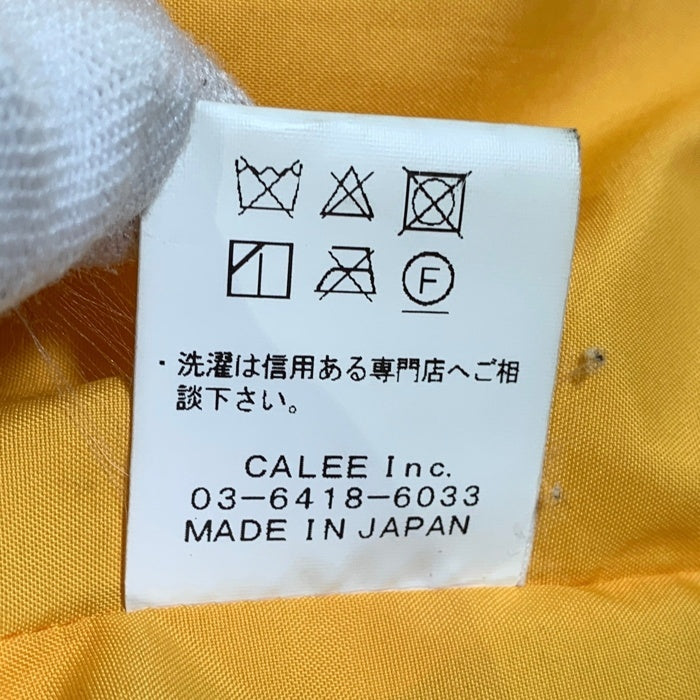 F
・洗濯は信用ある専門店へご相
談下さい。
CALEE Inc.
03-6418-6033
MADE IN JAPAN